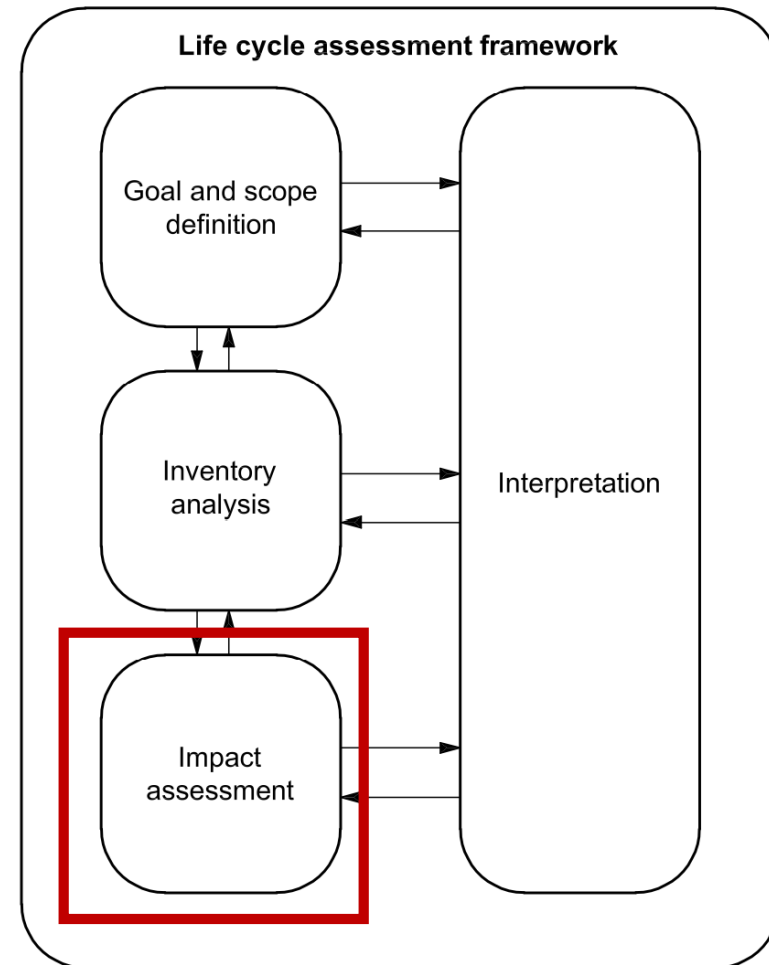 Life cycle assessment framework
Goal and scope
definition
Inventory
analysis
Interpretation
Impact
assessment